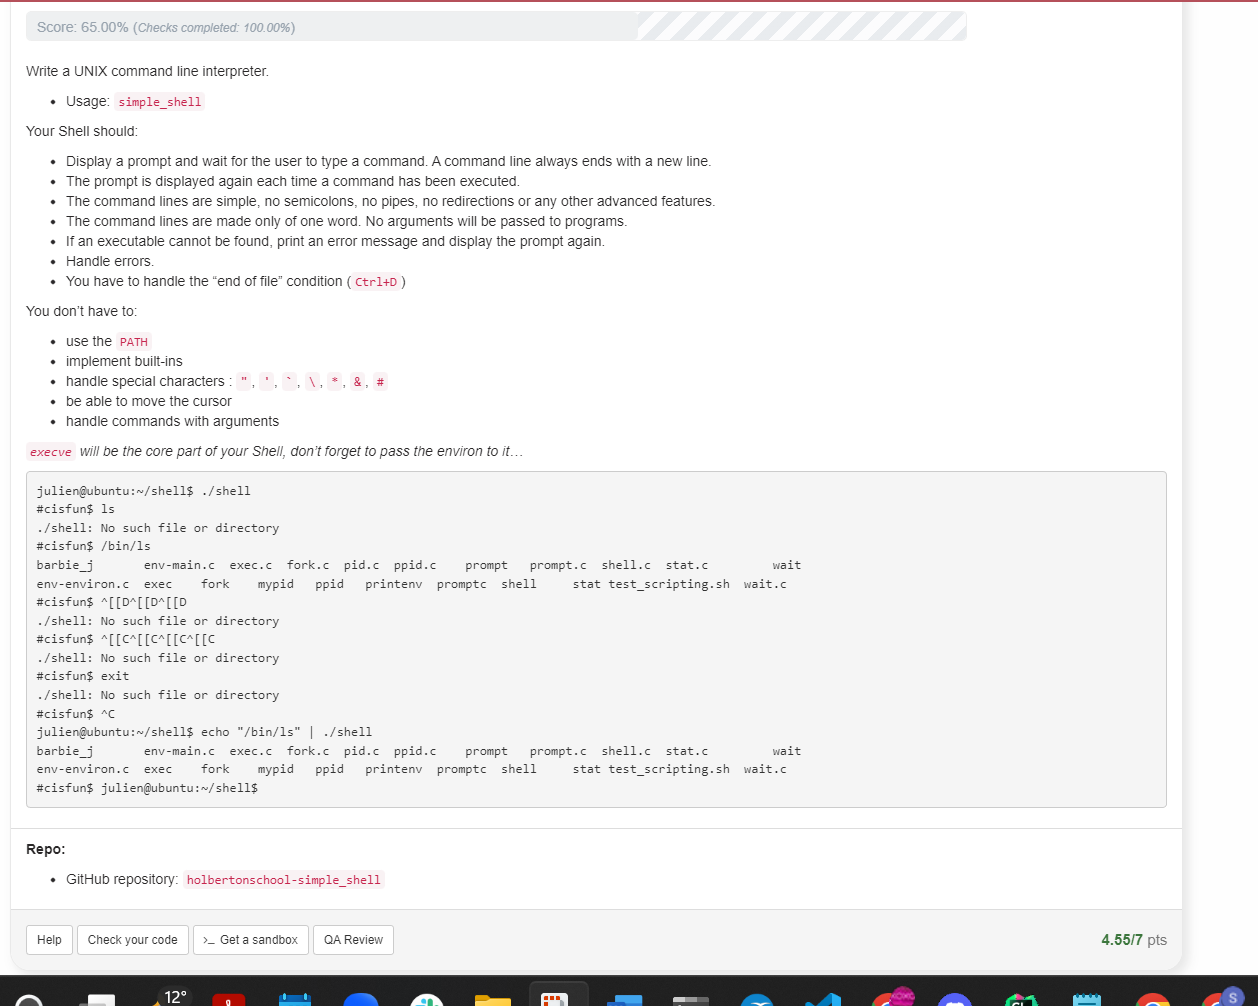 Score: 65.00% (Checks completed: 100.00%)
Write a UNIX command line interpreter.
• Usage: simple_shell
Your Shell should:
• Display a prompt and wait for the user to type a command. A command line always ends with a new line.
• The prompt is displayed again each time a command has been executed.
• The command lines are simple, no semicolons, no pipes, no redirections or any other advanced features.
• The command lines are made only of one word. No arguments will be passed to programs.
• If an executable cannot be found, print an error message and display the prompt again.
• Handle errors.
• You have to handle the “end of file” condition (Ctrl+D)
You don’t have to:
• use the PATH
• implement built-ins
• handle special characters : ", ', `, \, *, &, #
• be able to move the cursor
• handle commands with arguments
execve will be the core part of your Shell, don’t forget to pass the environ to it…
julien@ubuntu:~/shell$ ./shell
#cisfun$ ls
./shell: No such file or directory
#cisfun$ /bin/ls
barbie_j       env-main.c  exec.c  fork.c  pid.c  ppid.c    prompt   prompt.c  shell.c  stat.c         wait
env-environ.c  exec    fork    mypid   ppid   printenv  promptc  shell     stat test_scripting.sh  wait.c
#cisfun$ ^[[D^[[D^[[D
./shell: No such file or directory
#cisfun$ ^[[C^[[C^[[C^[[C
./shell: No such file or directory
#cisfun$ exit
./shell: No such file or directory
#cisfun$ ^C
julien@ubuntu:~/shell$ echo "/bin/ls" | ./shell
barbie_j       env-main.c  exec.c  fork.c  pid.c  ppid.c    prompt   prompt.c  shell.c  stat.c         wait
env-environ.c  exec    fork    mypid   ppid   printenv  promptc  shell     stat test_scripting.sh  wait.c
#cisfun$ julien@ubuntu:~/shell$
Repo:
• GitHub repository: holbertonschool-simple_shell
Help Check your code >_ Get a sandbox QA Review 4.55/7 pts
12° S